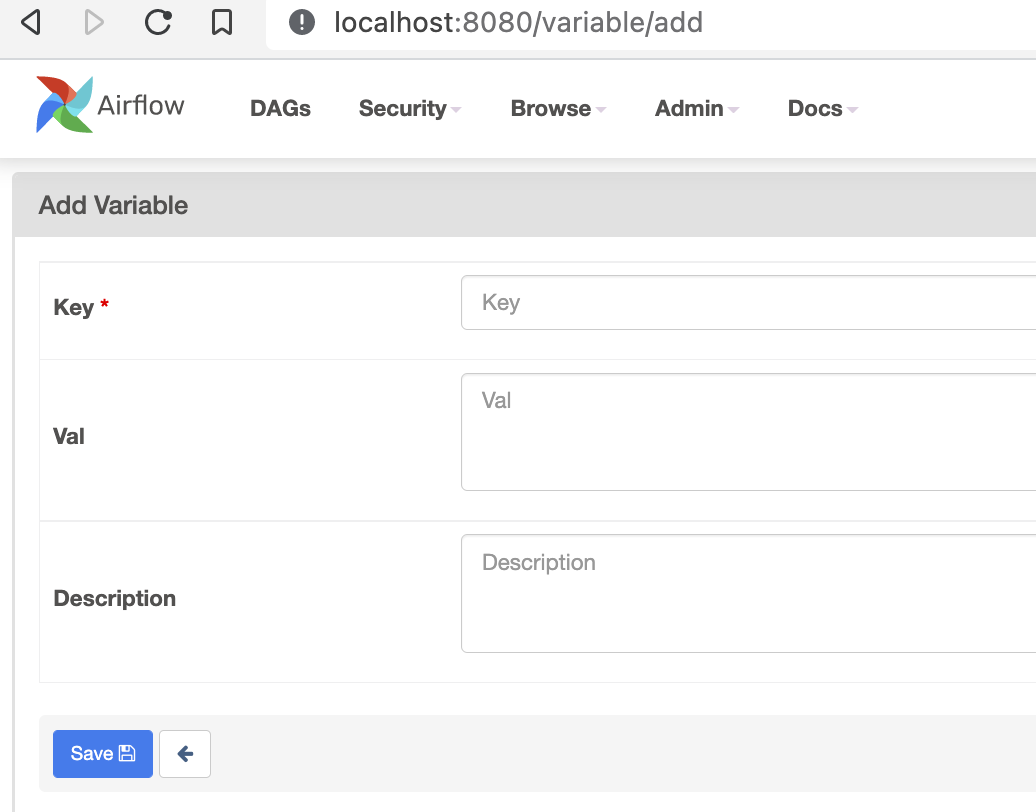 localhost:8080/variable/add
Airflow DAGs Security Browse Admin Docs
Add Variable
Key * Key
Val Val
Description Description
Save